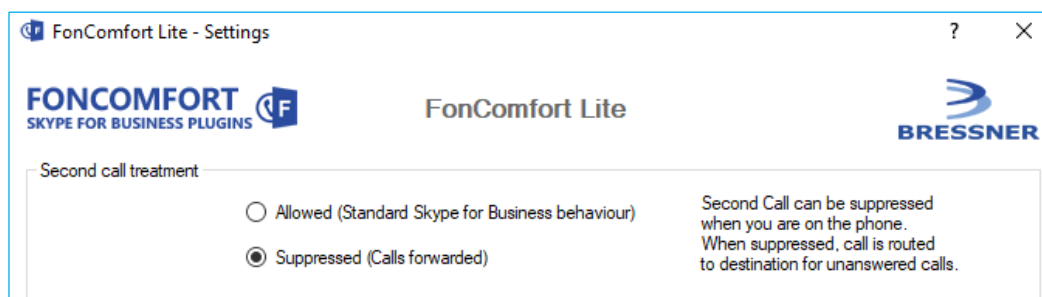 FonComfort Lite - Settings
?
FONCOMFORT
SKYPE FOR BUSINESS PLUGINS
F
FonComfort Lite
BRESSNER
Second call treatment
Allowed (Standard Skype for Business behaviour)
Suppressed (Calls forwarded)
Second Call can be suppressed
when you are on the phone.
When suppressed, call is routed
to destination for unanswered calls.